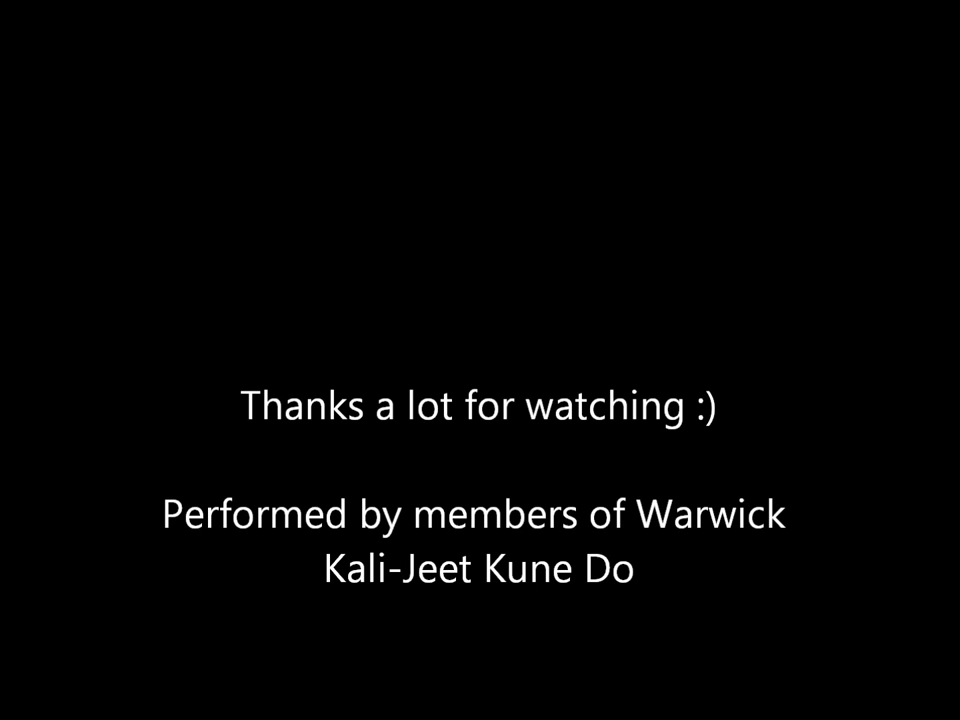 Thanks a lot for watching :)
Performed by members of Warwick
Kali-Jeet Kune Do